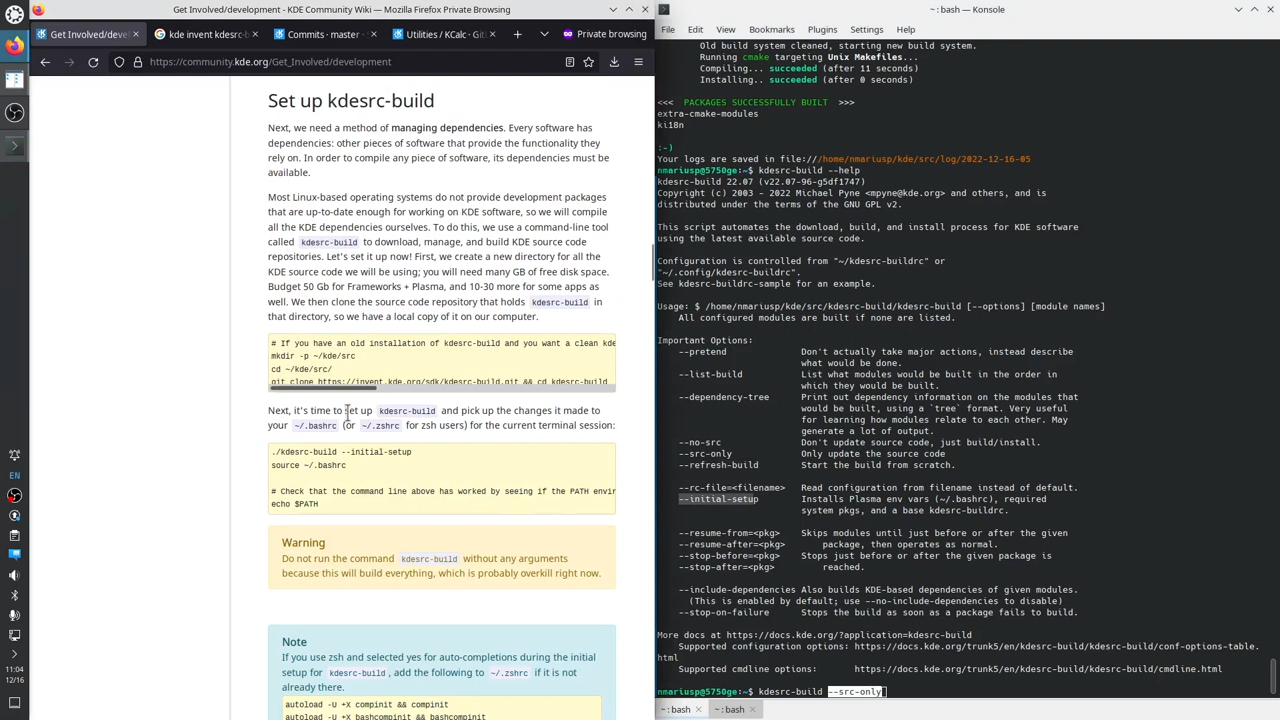 Get Involved/development - KDE Community Wiki — Mozilla Firefox Private Browsing
Get Involved/devel
kde invent kdesrc-b
Commits · master ·
Utilities / KCalc · Git
Private browsing
https://community.kde.org/Get_Involved/development
Set up kdesrc-build
Next, we need a method of managing dependencies. Every software has
dependencies: other pieces of software that provide the functionality they
rely on. In order to compile any piece of software, its dependencies must be
available.
Most Linux-based operating systems do not provide development packages
that are up-to-date enough for working on KDE software, so we will compile
all the KDE dependencies ourselves. To do this, we use a command-line tool
called kdesrc-build to download, manage, and build KDE source code
repositories. Let's set it up now! First, we create a new directory for all the
KDE source code we will be using; you will need many GB of free disk space.
Budget 50 Gb for Frameworks + Plasma, and 10-30 more for some apps as
well. We then clone the source code repository that holds kdesrc-build in
that directory, so we have a local copy of it on our computer.
# If you have an old installation of kdesrc-build and you want a clean kde
mkdir -p ~/kde/src
cd ~/kde/src/
git clone https://invent.kde.org/sdk/kdesrc-build.git && cd kdesrc-build
Next, it's time to set up kdesrc-build and pick up the changes it made to
your ~/.bashrc (or ~/.zshrc for zsh users) for the current terminal session:
./kdesrc-build --initial-setup
source ~/.bashrc
# Check that the command line above has worked by seeing if the PATH envir
echo $PATH
Warning
Do not run the command kdesrc-build without any arguments
because this will build everything, which is probably overkill right now.
Note
If you use zsh and selected yes for auto-completions during the initial
setup for kdesrc-build, add the following to ~/.zshrc if it is not
already there.
autoload -U +X compinit && compinit
autoload -U +X bashcompinit && bashcompinit
EN
11:04
12/16
~ : bash — Konsole
File Edit View Bookmarks Plugins Settings Help
Old build system cleaned, starting new build system.
Running cmake targeting Unix Makefiles...
Compiling... succeeded (after 11 seconds)
Installing.. succeeded (after 0 seconds)
<<< PACKAGES SUCCESSFULLY BUILT >>>
extra-cmake-modules
ki18n
:-)
Your logs are saved in file://home/nmariusp/kde/src/log/2022-12-16-05
nmariusp@5750ge:~$ kdesrc-build --help
kdesrc-build 22.07 (v22.07-96-g5df1747)
Copyright (c) 2003 - 2022 Michael Pyne <mpyne@kde.org> and others, and is
distributed under the terms of the GNU GPL v2.
This script automates the download, build, and install process for KDE software
using the latest available source code.
Configuration is controlled from "~/kdesrc-buildrc" or
"~/.config/kdesrc-buildrc".
See kdesrc-buildrc-sample for an example.
Usage: $ /home/nmariusp/kde/src/kdesrc-build/kdesrc-build [--options] [module names]
All configured modules are built if none are listed.
Important Options:
--pretend Don't actually take major actions, instead describe
what would be done.
--list-build List what modules would be built in the order in
which they would be built.
--dependency-tree Print out dependency information on the modules that
would be built, using a `tree` format. Very useful
for learning how modules relate to each other. May
generate a lot of output.
--no-src Don't update source code, just build/install.
--src-only Only update the source code
--refresh-build Start the build from scratch.
--rc-file=<filename> Read configuration from filename instead of default.
--initial-setup Installs Plasma env vars (~/.bashrc), required
system pkgs, and a base kdesrc-buildrc.
--resume-from=<pkg> Skips modules until just before or after the given
--resume-after=<pkg> package, then operates as normal.
--stop-before=<pkg> Stops just before or after the given package is
--stop-after=<pkg> reached.
--include-dependencies Also builds KDE-based dependencies of given modules.
(This is enabled by default; use --no-include-dependencies to disable)
--stop-on-failure Stops the build as soon as a package fails to build.
More docs at https://docs.kde.org/?application=kdesrc-build
Supported configuration options: https://docs.kde.org/trunk5/en/kdesrc-build/kdesrc-build/conf-options-table.
html
Supported cmdline options: https://docs.kde.org/trunk5/en/kdesrc-build/kdesrc-build/cmdline.html
nmariusp@5750ge:~$ kdesrc-build --src-only
~ : bash
~ : bash